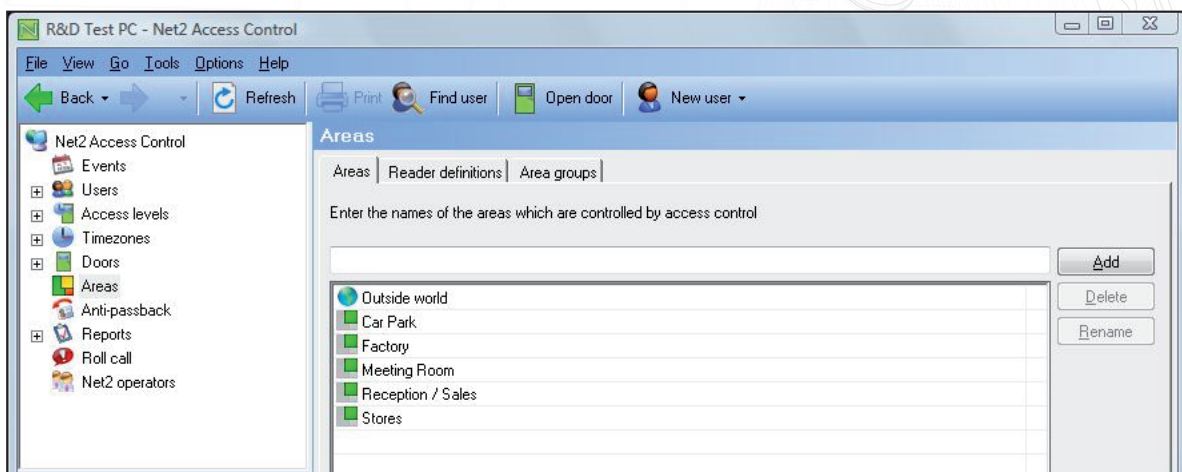 R&D Test PC - Net2 Access Control
File View Go Tools Options Help
Back Refresh Print Find user Open door New user
Net2 Access Control
Events
Users
Access levels
Timezones
Doors
Areas
Anti-passback
Reports
Roll call
Net2 operators
Areas
Areas Reader definitions Area groups
Enter the names of the areas which are controlled by access control
Add
Outside world
Delete
Car Park
Rename
Factory
Meeting Room
Reception / Sales
Stores